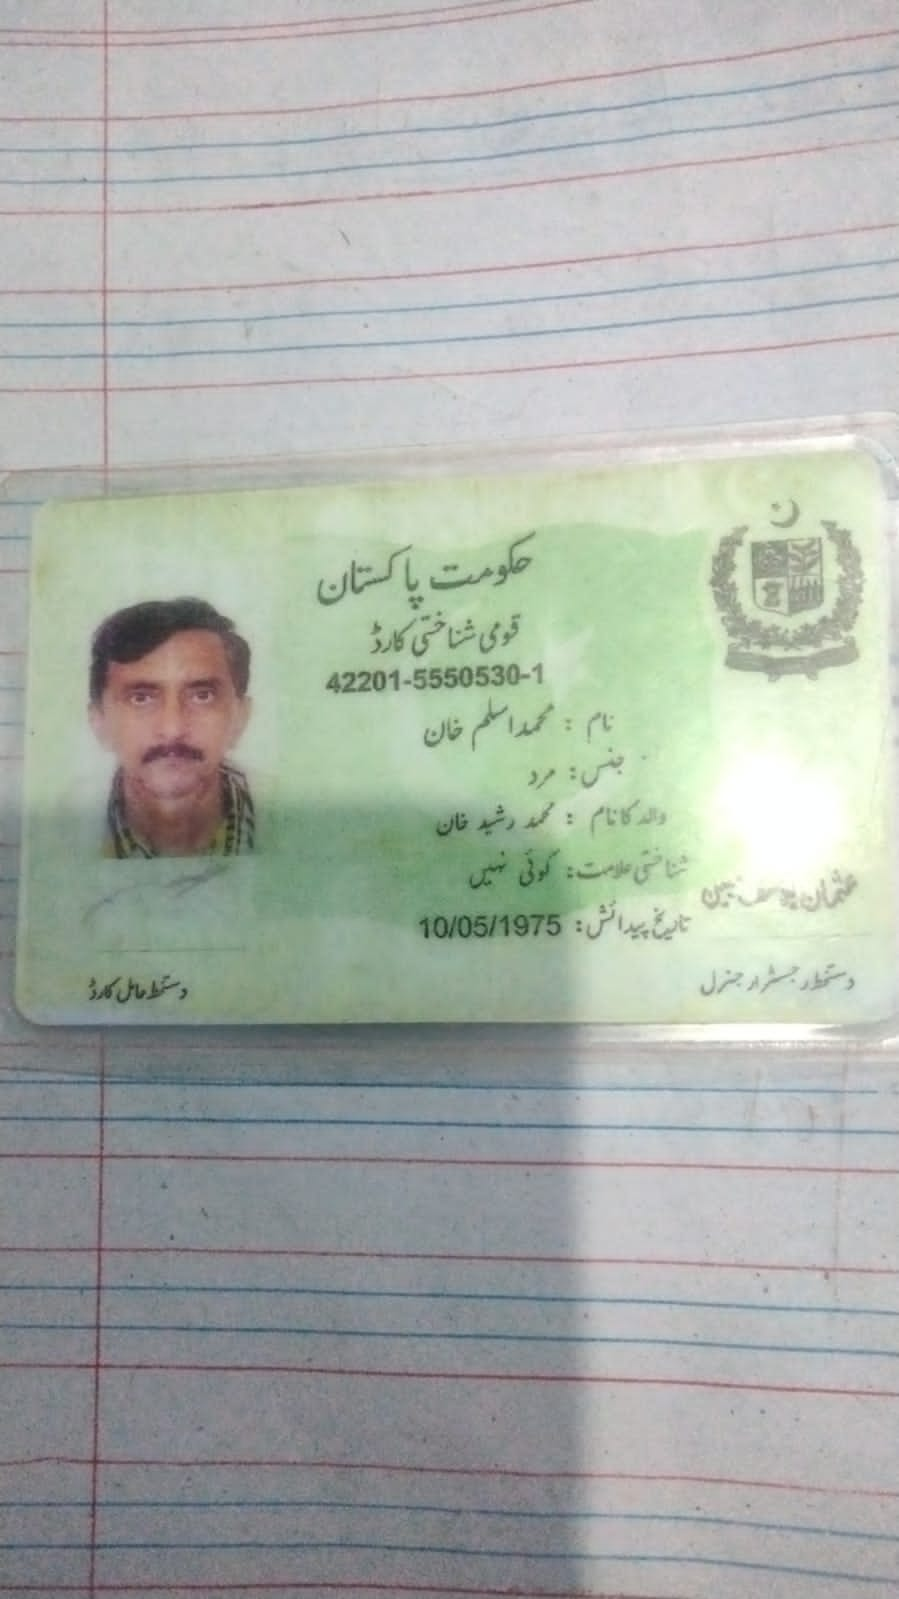 حکومت پاکستان
قومی شناختی کارڈ
42201-5550530-1
نام : محمد اسلم خان
جنس: مرد
والد کا نام : محمد رشید خان
شناختی علامت: کوئی نہیں
تاریخ پیدائش: 10/05/1975
عثمان یوسف مبین
دستخط حامل کارڈ
دستخط رجسٹرار جنرل